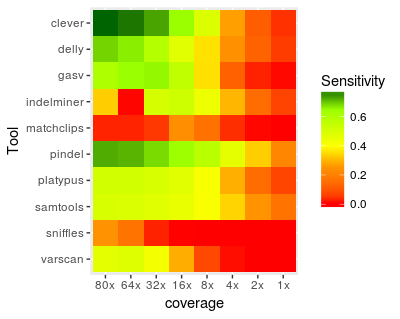 Tool
clever
delly
gasv
indelminer
matchclips
pindel
platypus
samtools
sniffles
varscan
80x 64x 32x 16x 8x 4x 2x 1x
coverage
Sensitivity
0.6
0.4
0.2
0.0